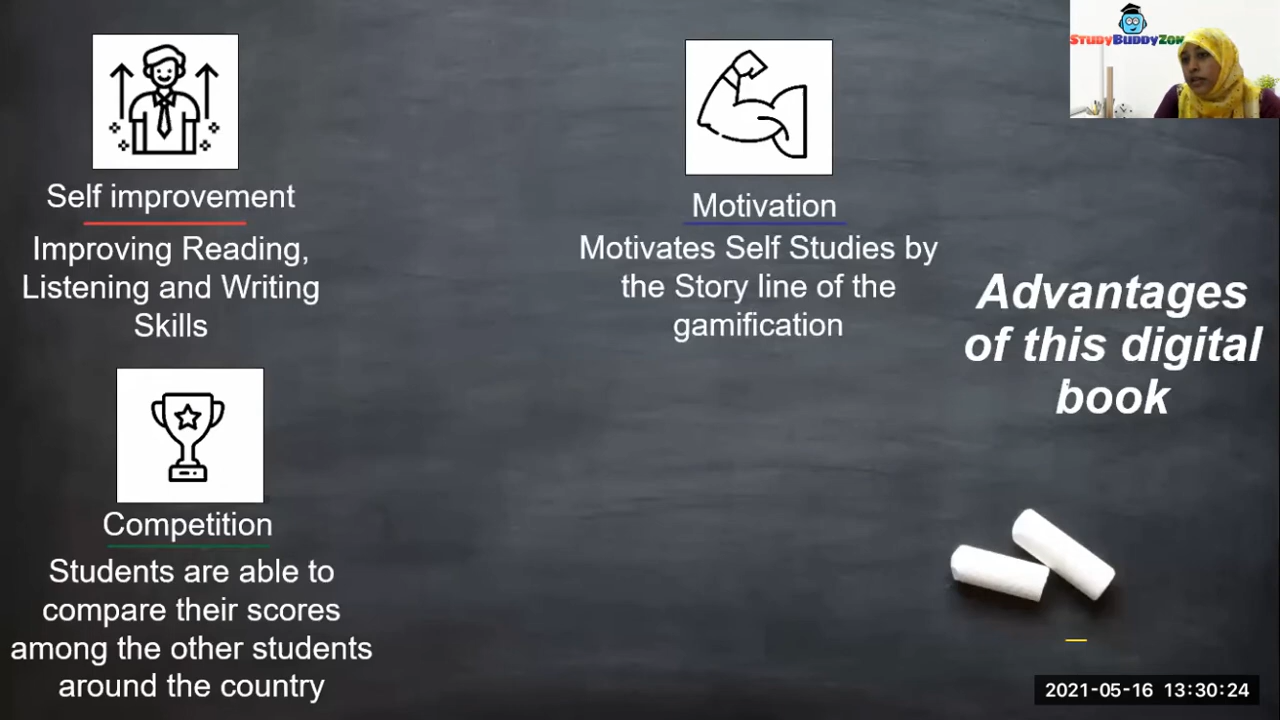 STUDYBUDDYZON
Self improvement
Improving Reading,
Listening and Writing
Skills
Motivation
Motivates Self Studies by
the Story line of the
gamification
Advantages
of this digital
book
Competition
Students are able to
compare their scores
among the other students
around the country
2021-05-16 13:30:24